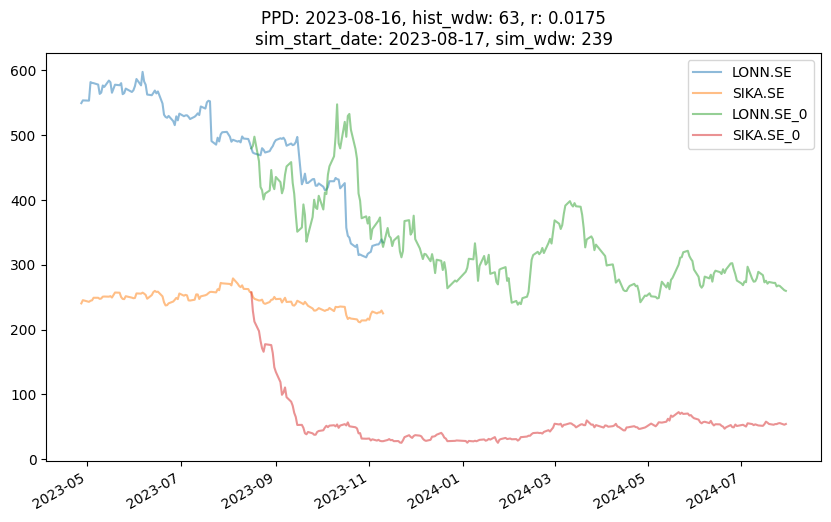 PPD: 2023-08-16, hist_wdw: 63, r: 0.0175
sim_start_date: 2023-08-17, sim_wdw: 239
LONN.SE
SIKA.SE
LONN.SE_0
SIKA.SE_0
600
500
400
300
200
100
0
2023-05
2023-07
2023-09
2023-11
2024-01
2024-03
2024-05
2024-07